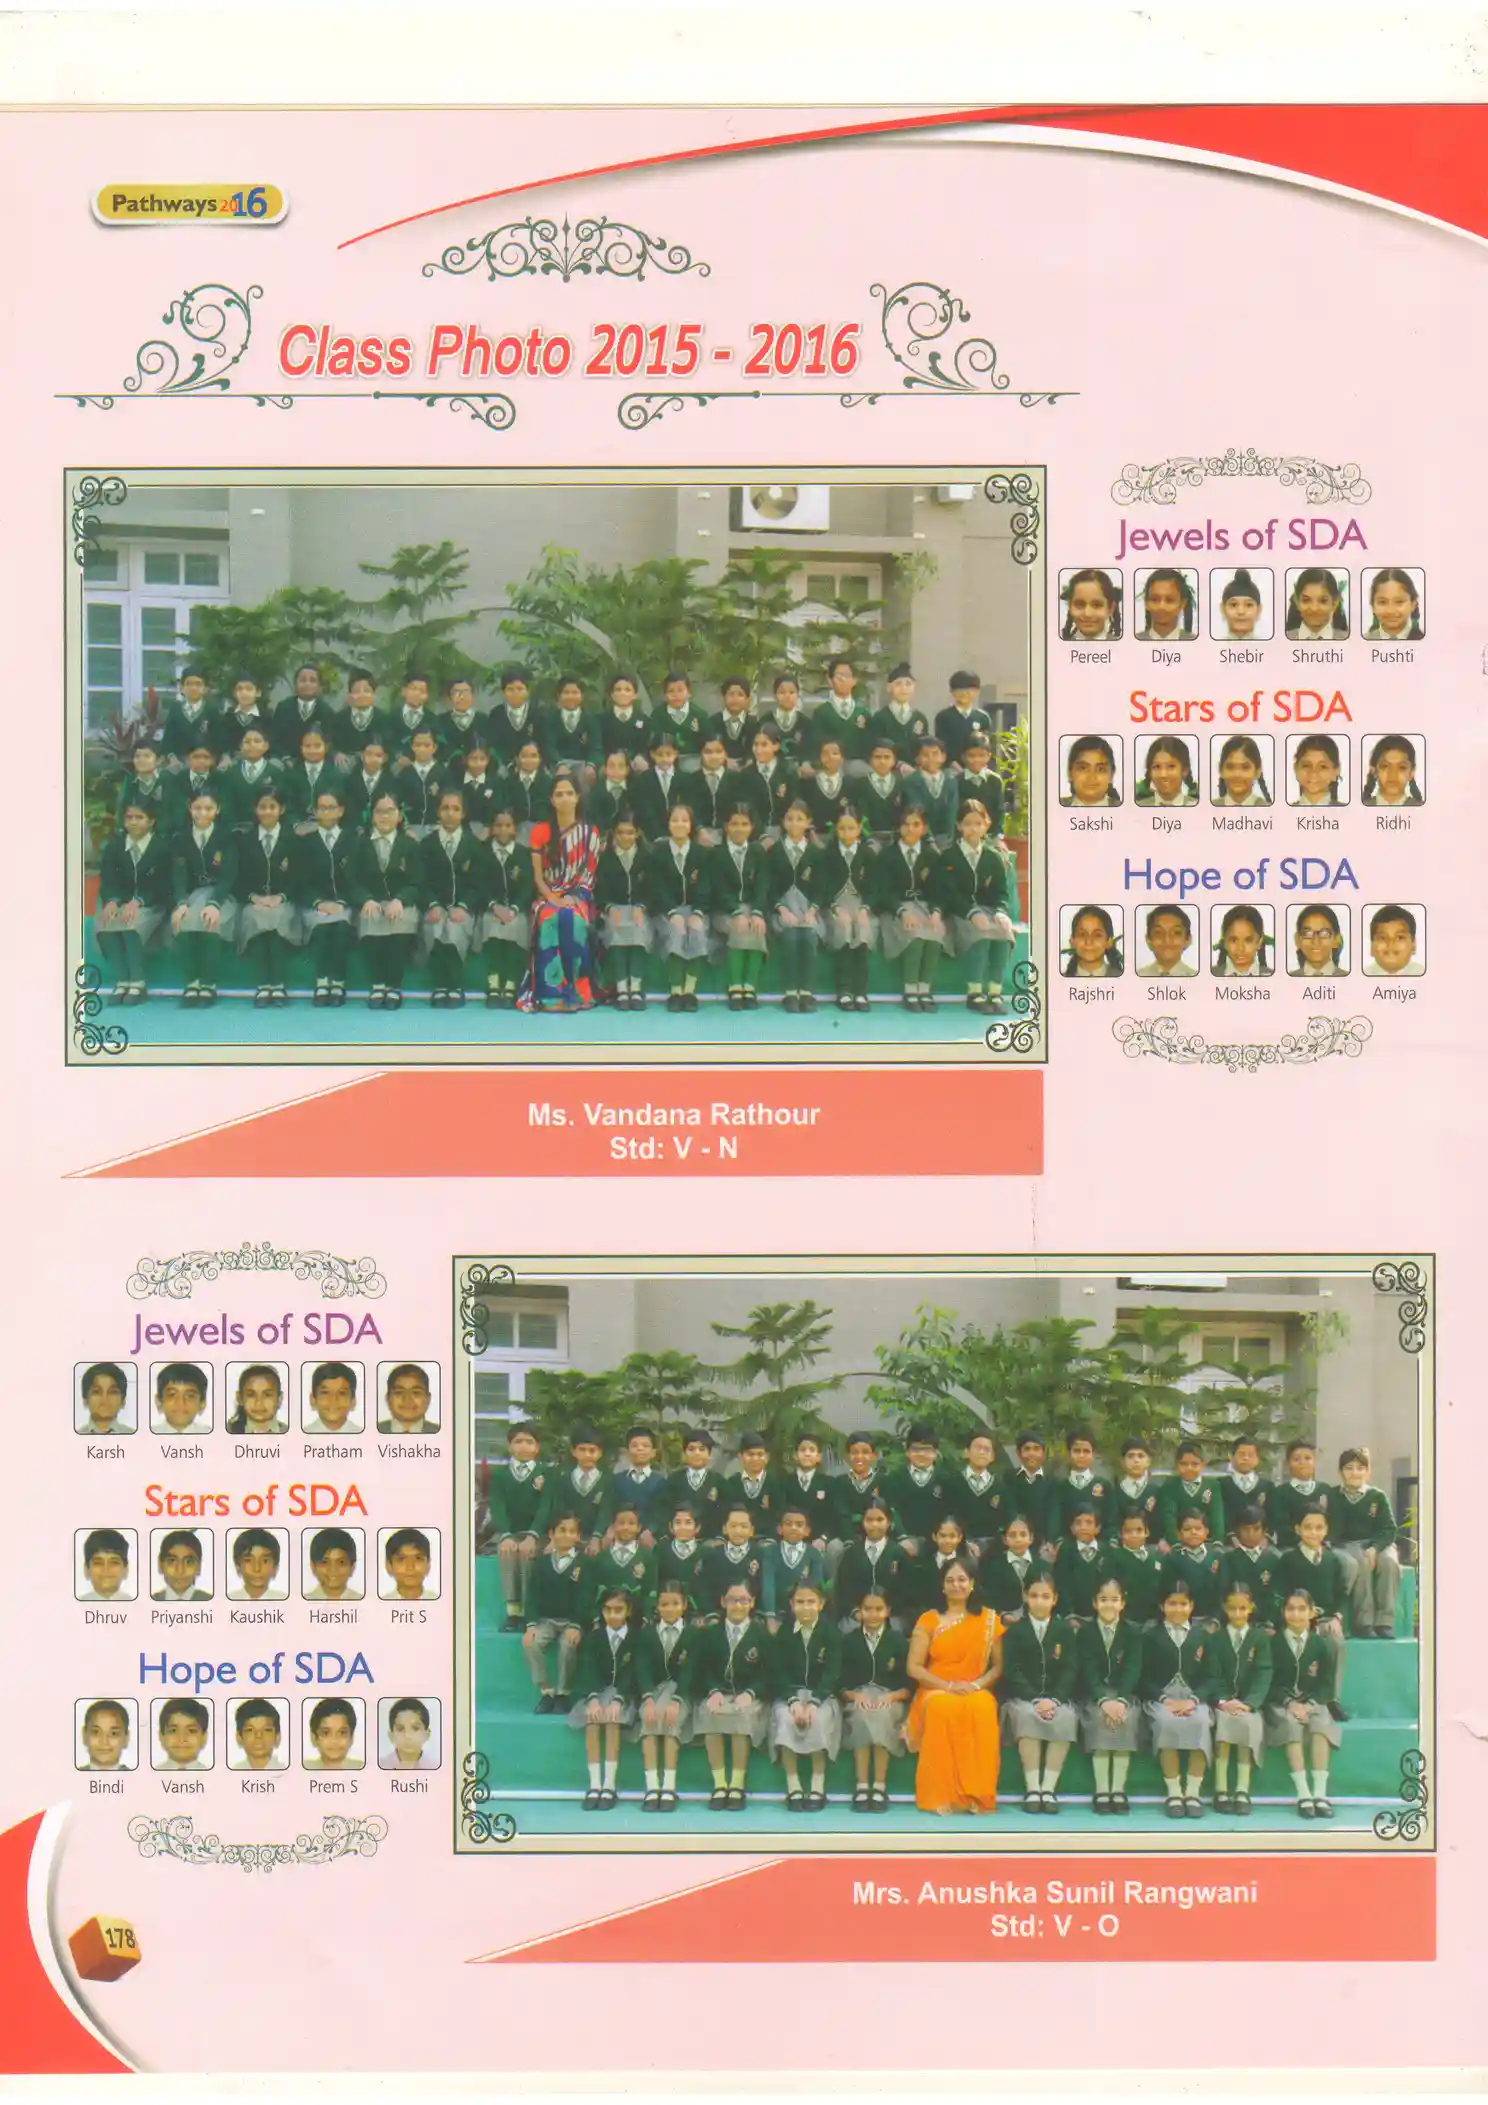 Pathways 2016
Class Photo 2015 - 2016
Jewels of SDA
Pereel Diya Shebir Shruthi Pushti
Stars of SDA
Sakshi Diya Madhavi Krisha Ridhi
Hope of SDA
Rajshri Shlok Moksha Aditi Amiya
Ms. Vandana Rathour
Std: V - N
Jewels of SDA
Karsh Vansh Dhruvi Pratham Vishakha
Stars of SDA
Dhruv Priyanshi Kaushik Harshil Prit S
Hope of SDA
Bindi Vansh Krish Prem S Rushi
Mrs. Anushka Sunil Rangwani
Std: V - O
178